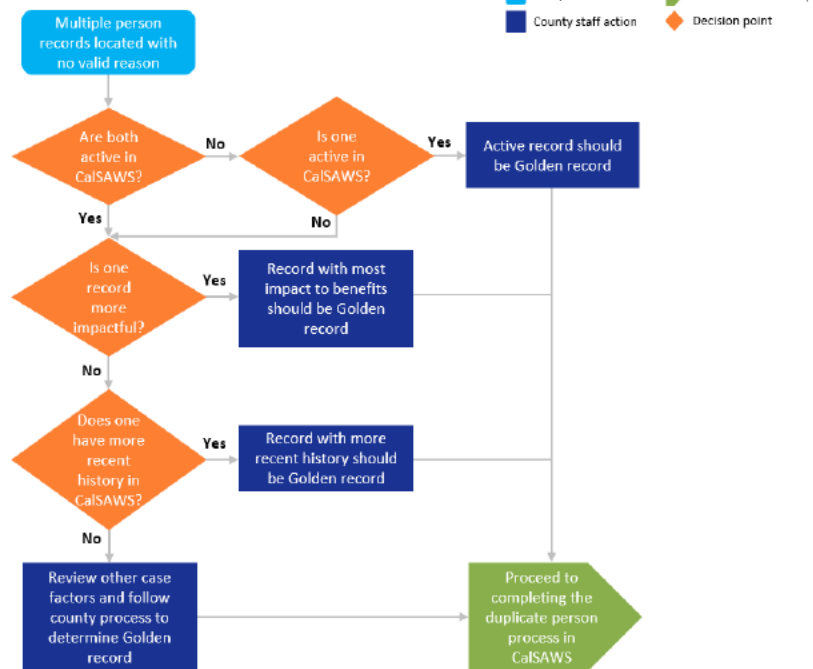 County staff action
Decision point
Multiple person
records located with
no valid reason
Are both
active in
CalSAWS?
No
Is one
active in
CalSAWS?
Yes
Active record should
be Golden record
Yes
No
Is one
record
more
impactful?
Yes
Record with most
impact to benefits
should be Golden
record
No
Does one
have more
recent
history in
CalSAWS?
Yes
Record with more
recent history should
be Golden record
No
Review other case
factors and follow
county process to
determine Golden
record
Proceed to
completing the
duplicate person
process in
CalSAWS